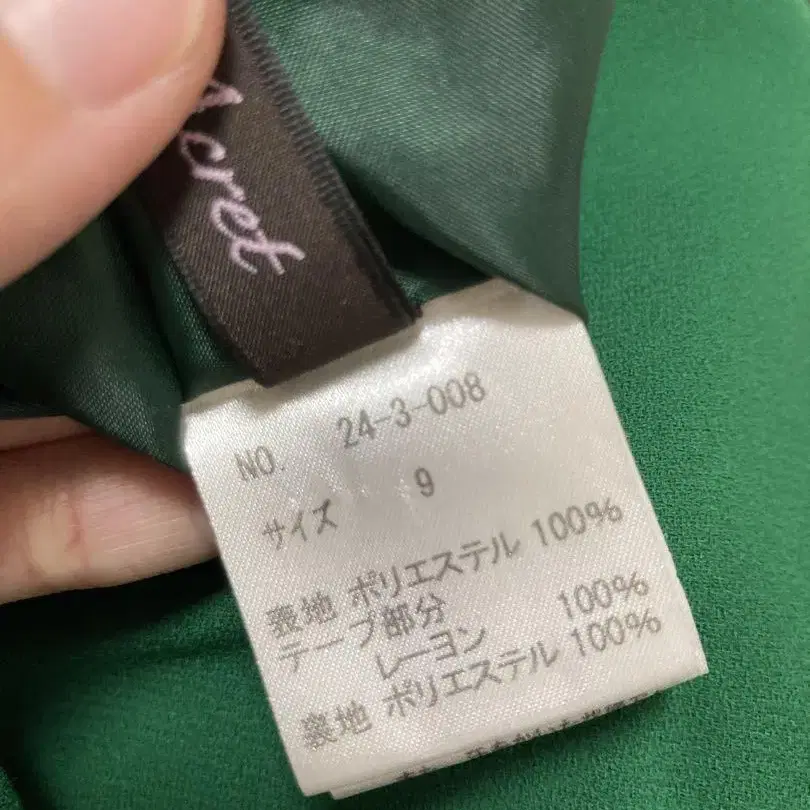 Acret
NO. 24-3-008
サイズ 9
表地 ポリエステル 100%
テープ部分
レーヨン 100%
裏地 ポリエステル 100%